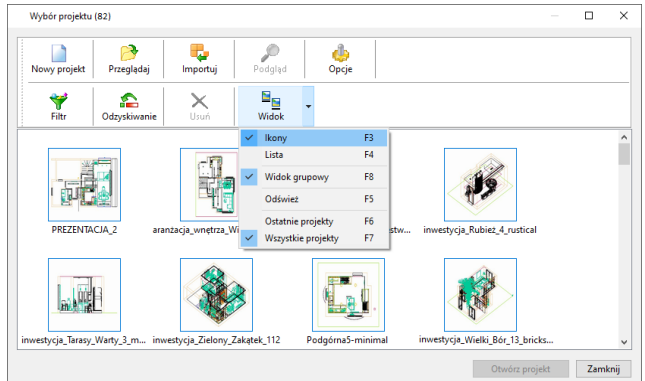 Wybór projektu (82)
Nowy projekt Przeglądaj Importuj Podgląd Opcje
Filtr Odzyskiwanie Usuń Widok
Ikony F3
Lista F4
Widok grupowy F8
Odśwież F5
Ostatnie projekty F6
Wszystkie projekty F7
PREZENTACJA_2 aranżacja_wnętrza_Wi stw... inwestycja_Rubież_4_rustical
inwestycja_Tarasy_Warty_3_m... inwestycja_Zielony_Zakątek_112 Podgórna5-minimal inwestycja_Wielki_Bór_13_bricks...
Otwórz projekt Zamknij